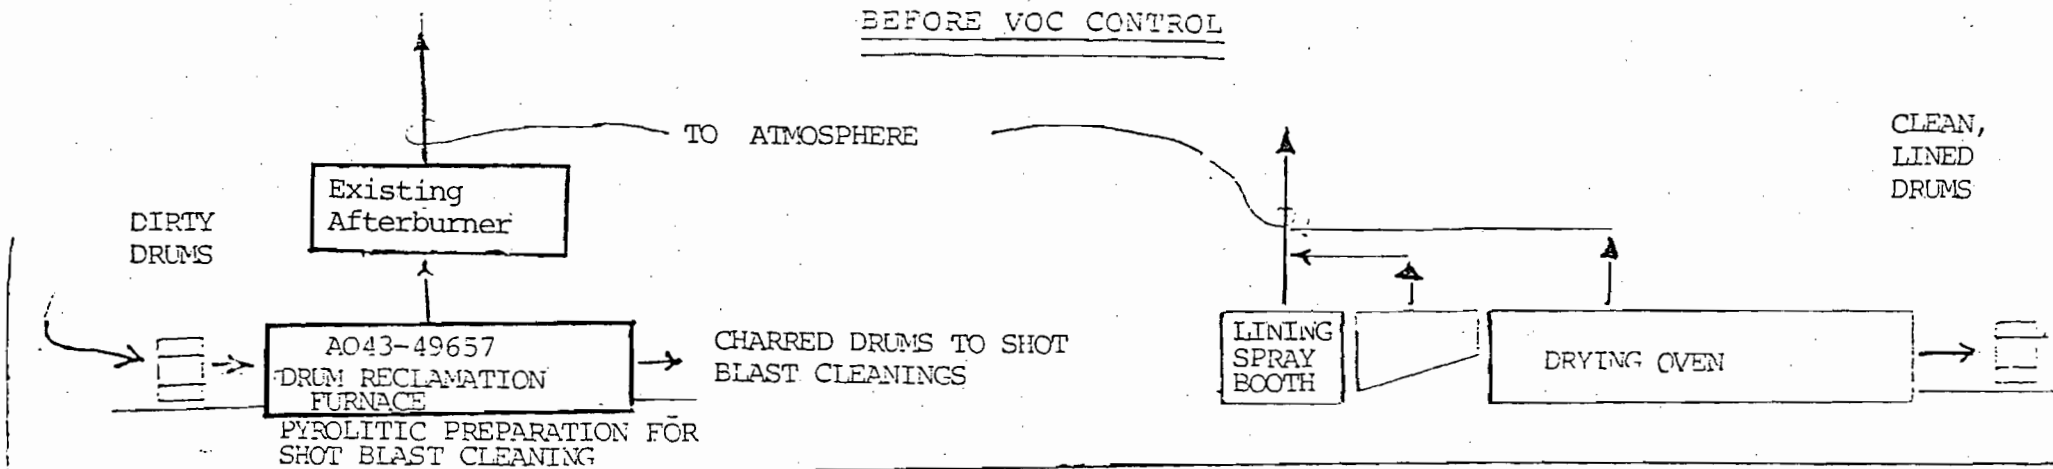 BEFORE VOC CONTROL
TO ATMOSPHERE
CLEAN,
LINED
DRUMS
Existing
Afterburner
DIRTY
DRUMS
AO43-49657
DRUM RECLAMATION
FURNACE
CHARRED DRUMS TO SHOT
BLAST CLEANINGS
LINING
SPRAY
BOOTH
DRYING OVEN
PYROLITIC PREPARATION FOR
SHOT BLAST CLEANING